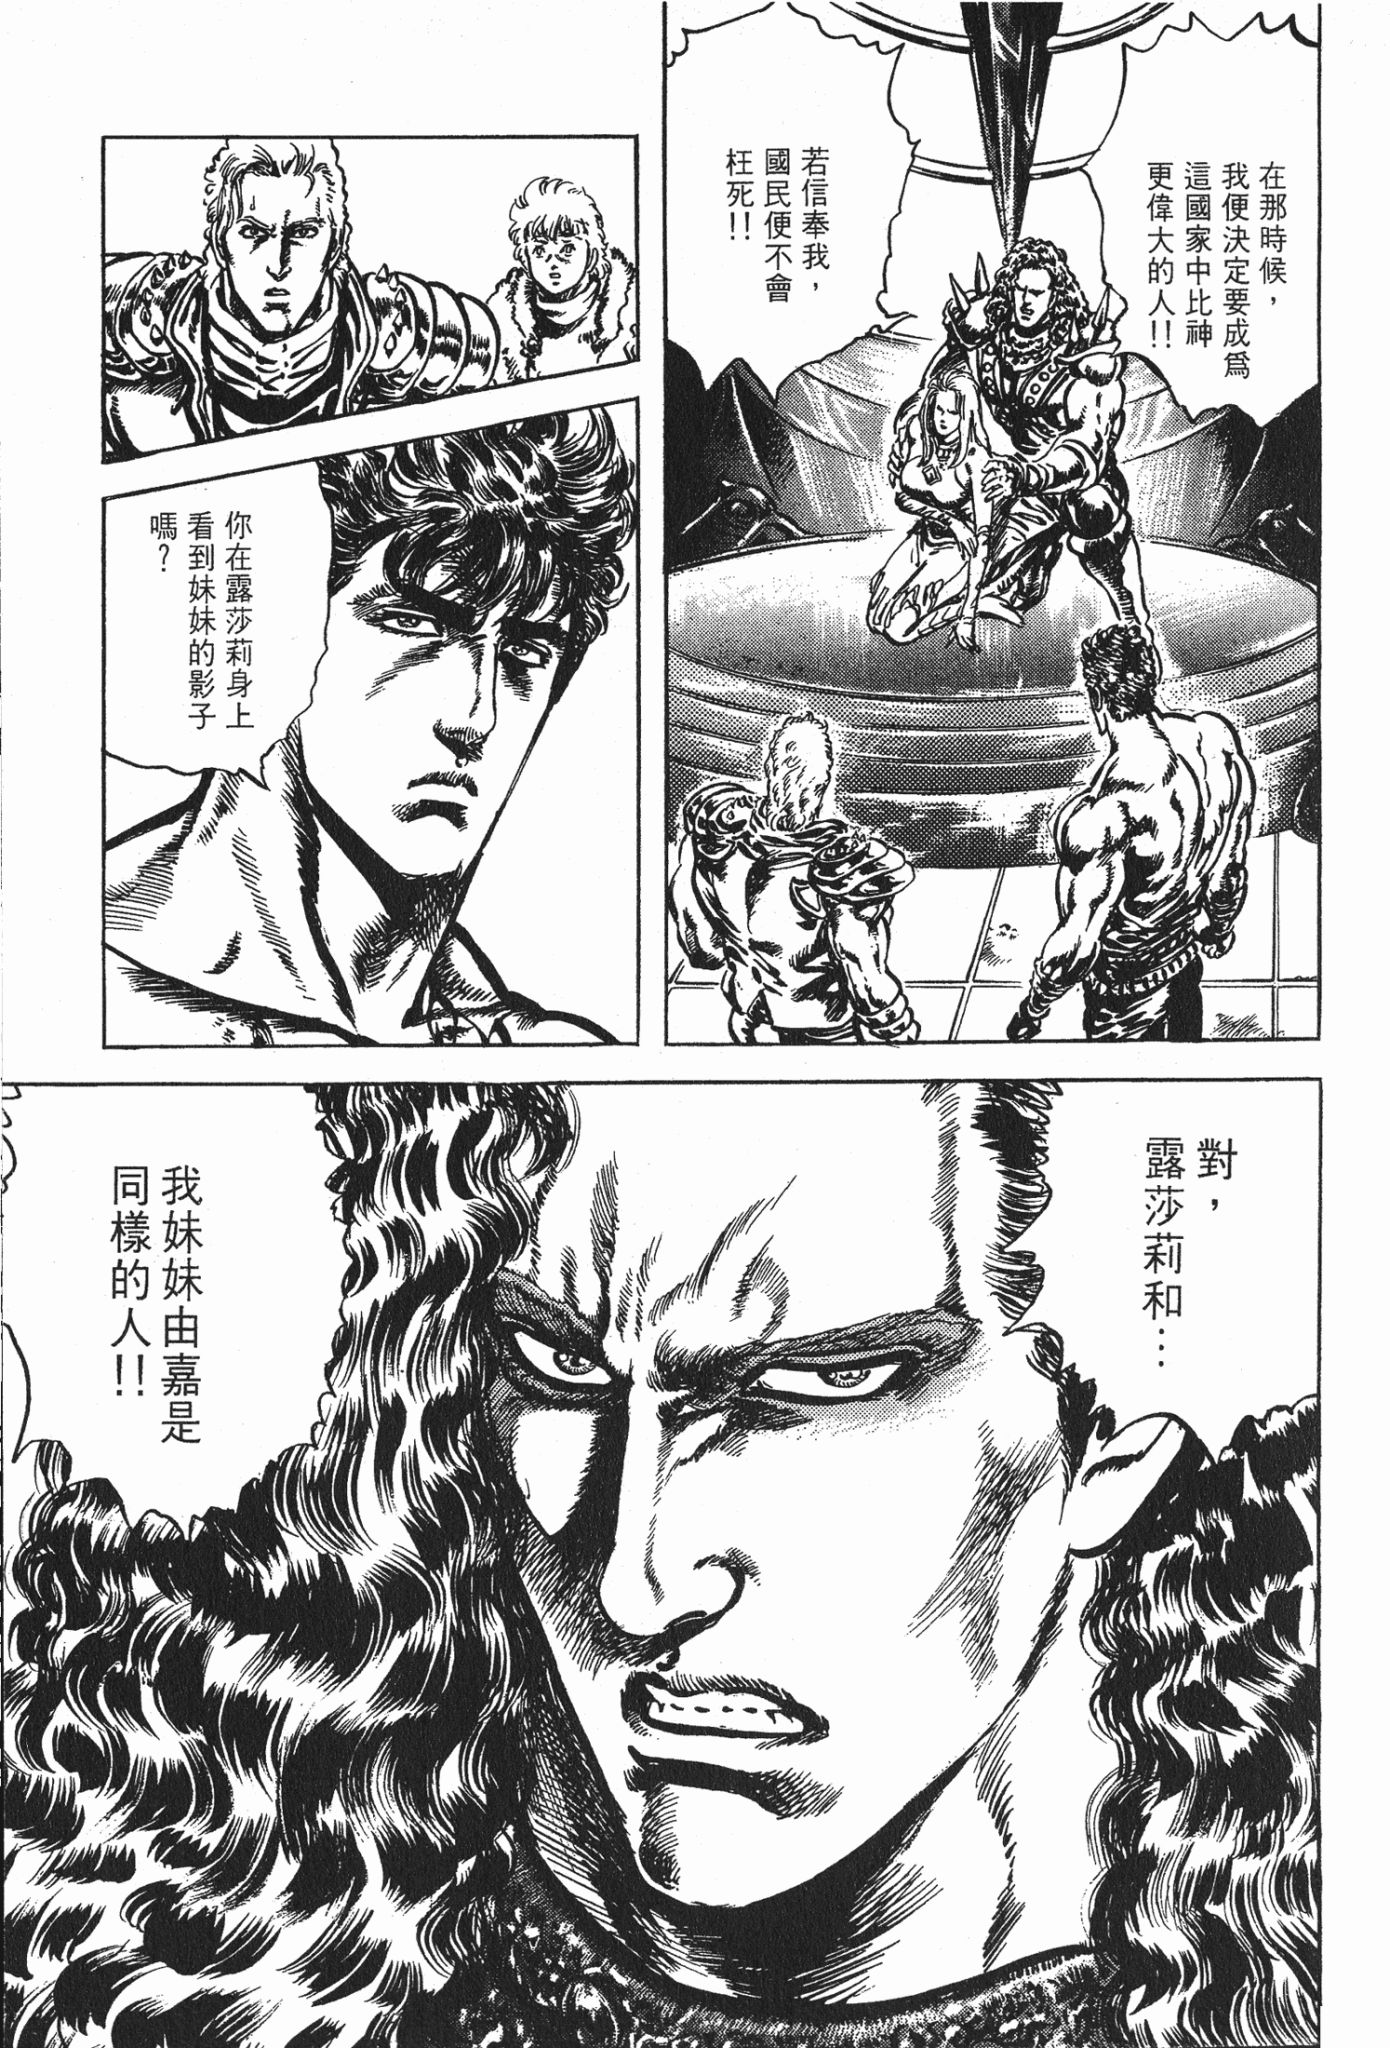 在那時候，
我便決定要成爲
這國家中比神
更偉大的人!!
若信奉我，
國民便不會
枉死!!
你在露莎莉身上
看到妹妹的影子
嗎？
對，
露莎莉和…
我妹妹由嘉是
同樣的人!!